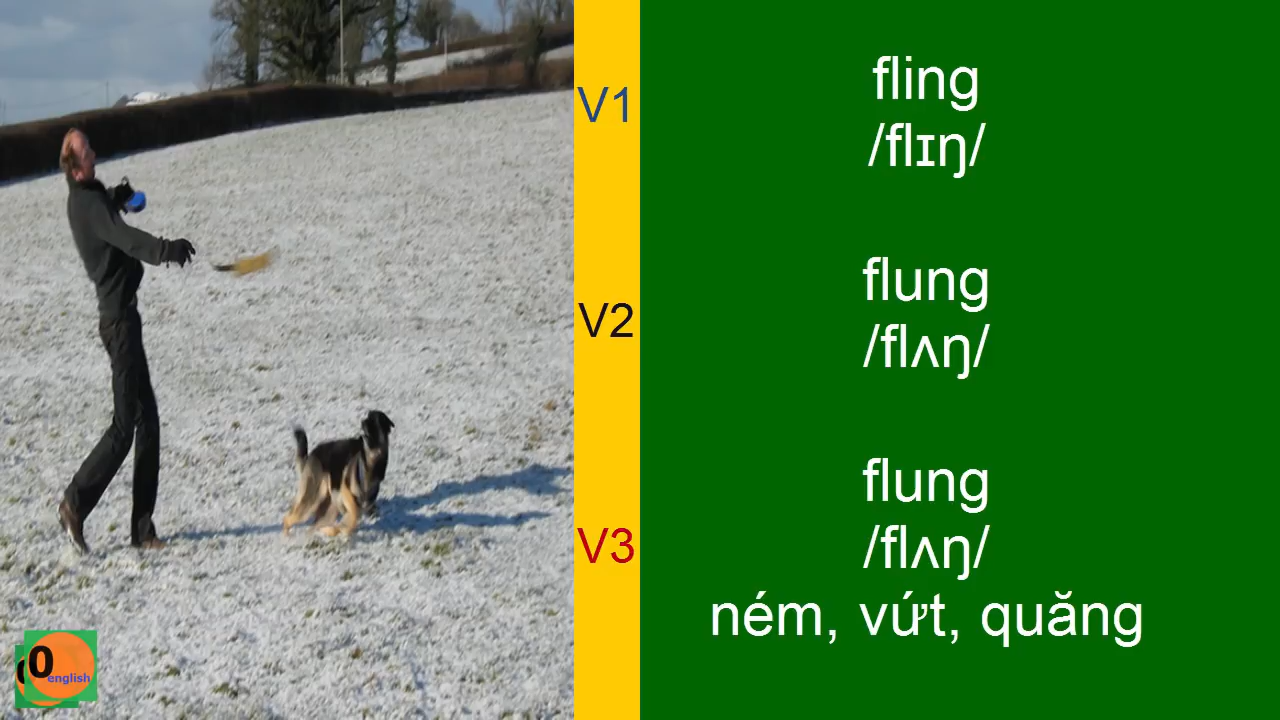 V1
fling
/flɪŋ/
V2
flung
/flʌŋ/
V3
flung
/flʌŋ/
ném, vứt, quăng
0
english